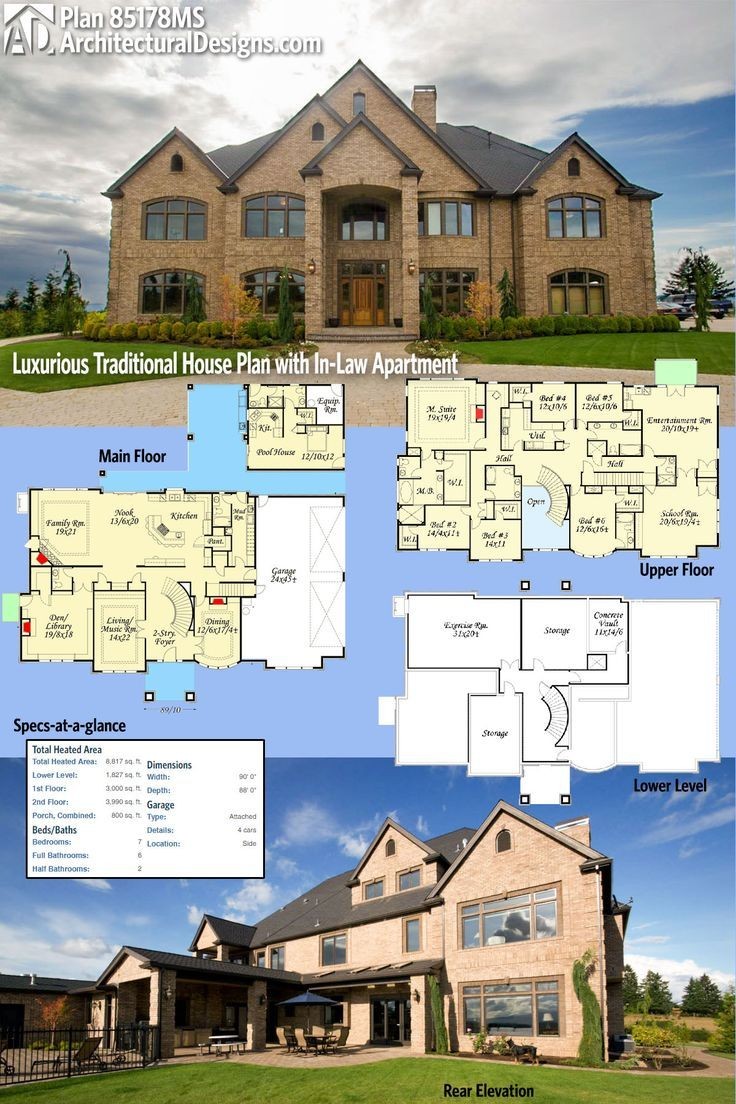 Plan 85178MS
AD
ArchitecturalDesigns.com
Luxurious Traditional House Plan with In-Law Apartment
Main Floor
Equip. Rm.
Kit.
Pool House
12/10x12
Family Rm.
19x21
Nook
13/6x20
Kitchen
Mud Rm.
Pant.
Garage
24x45±
Den/
Library
19/8x18
Living/
Music Rm.
14x22
2-Stry.
Foyer
Dining
12/6x17/4±
89/10
M. Suite
19x19/4
W.I.
Bed #4
12x10/6
Bed #5
12/6x10/6
W.I.
Entertainment Rm.
20/10x19±
Util.
W.I.
Hall
Hall
M.B.
W.I.
Open
W.I.
W.I.
Bed #2
14/4x11±
Bed #3
14x11
Bed #6
12/6x16±
School Rm.
20/6x19/4±
Upper Floor
Exercise Rm.
31x20±
Storage
Concrete
Vault
11x14/6
Storage
Lower Level
Specs-at-a-glance
Total Heated Area
Total Heated Area: 8,817 sq. ft.
Lower Level: 1,827 sq. ft.
1st Floor: 3,000 sq. ft.
2nd Floor: 3,990 sq. ft.
Porch, Combined: 800 sq. ft.
Beds/Baths
Bedrooms: 7
Full Bathrooms: 6
Half Bathrooms: 2
Dimensions
Width: 90' 0"
Depth: 88' 0"
Garage
Type: Attached
Details: 4 cars
Location: Side
Rear Elevation